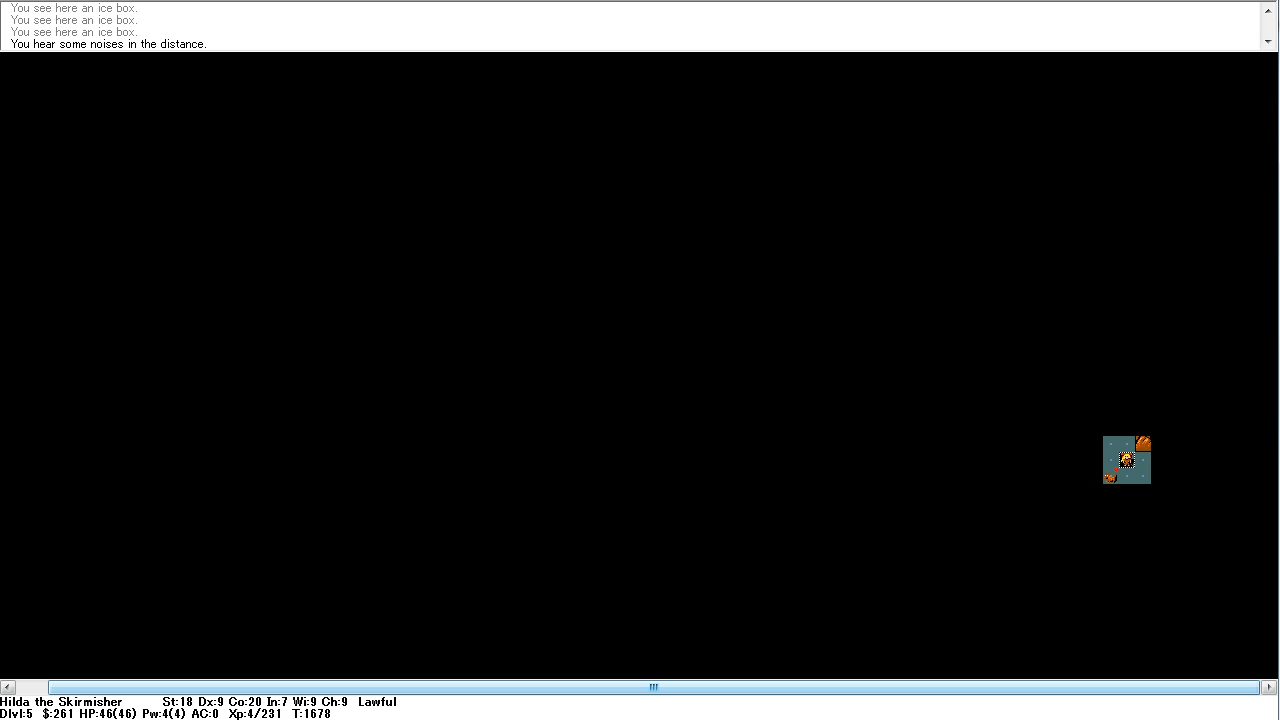 You see here an ice box.
You see here an ice box.
You see here an ice box.
You hear some noises in the distance.
Hilda the Skirmisher St:18 Dx:9 Co:20 In:7 Wi:9 Ch:9 Lawful
Dlvl:5 $:261 HP:46(46) Pw:4(4) AC:0 Xp:4/231 T:1678